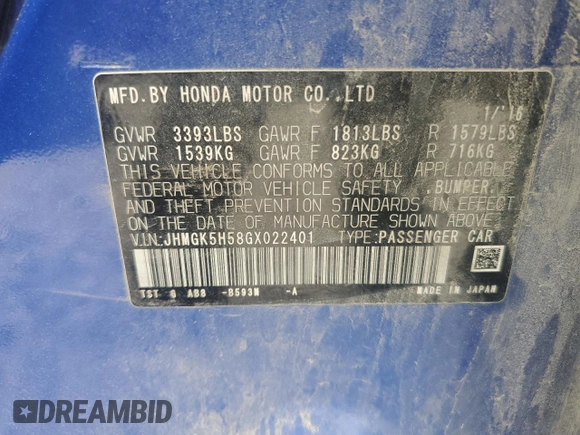 MFD.BY HONDA MOTOR CO.,LTD
1/'16
GVWR 3393LBS GAWR F 1813LBS R 1579LBS
GVWR 1539KG GAWR F 823KG R 716KG
THIS VEHICLE CONFORMS TO ALL APPLICABLE
FEDERAL MOTOR VEHICLE SAFETY, BUMPER,
AND THEFT PREVENTION STANDARDS IN EFFECT
ON THE DATE OF MANUFACTURE SHOWN ABOVE.
V.I.N:JHMGK5H58GX022401 TYPE:PASSENGER CAR
B593M -A
MADE IN JAPAN
DREAMBID